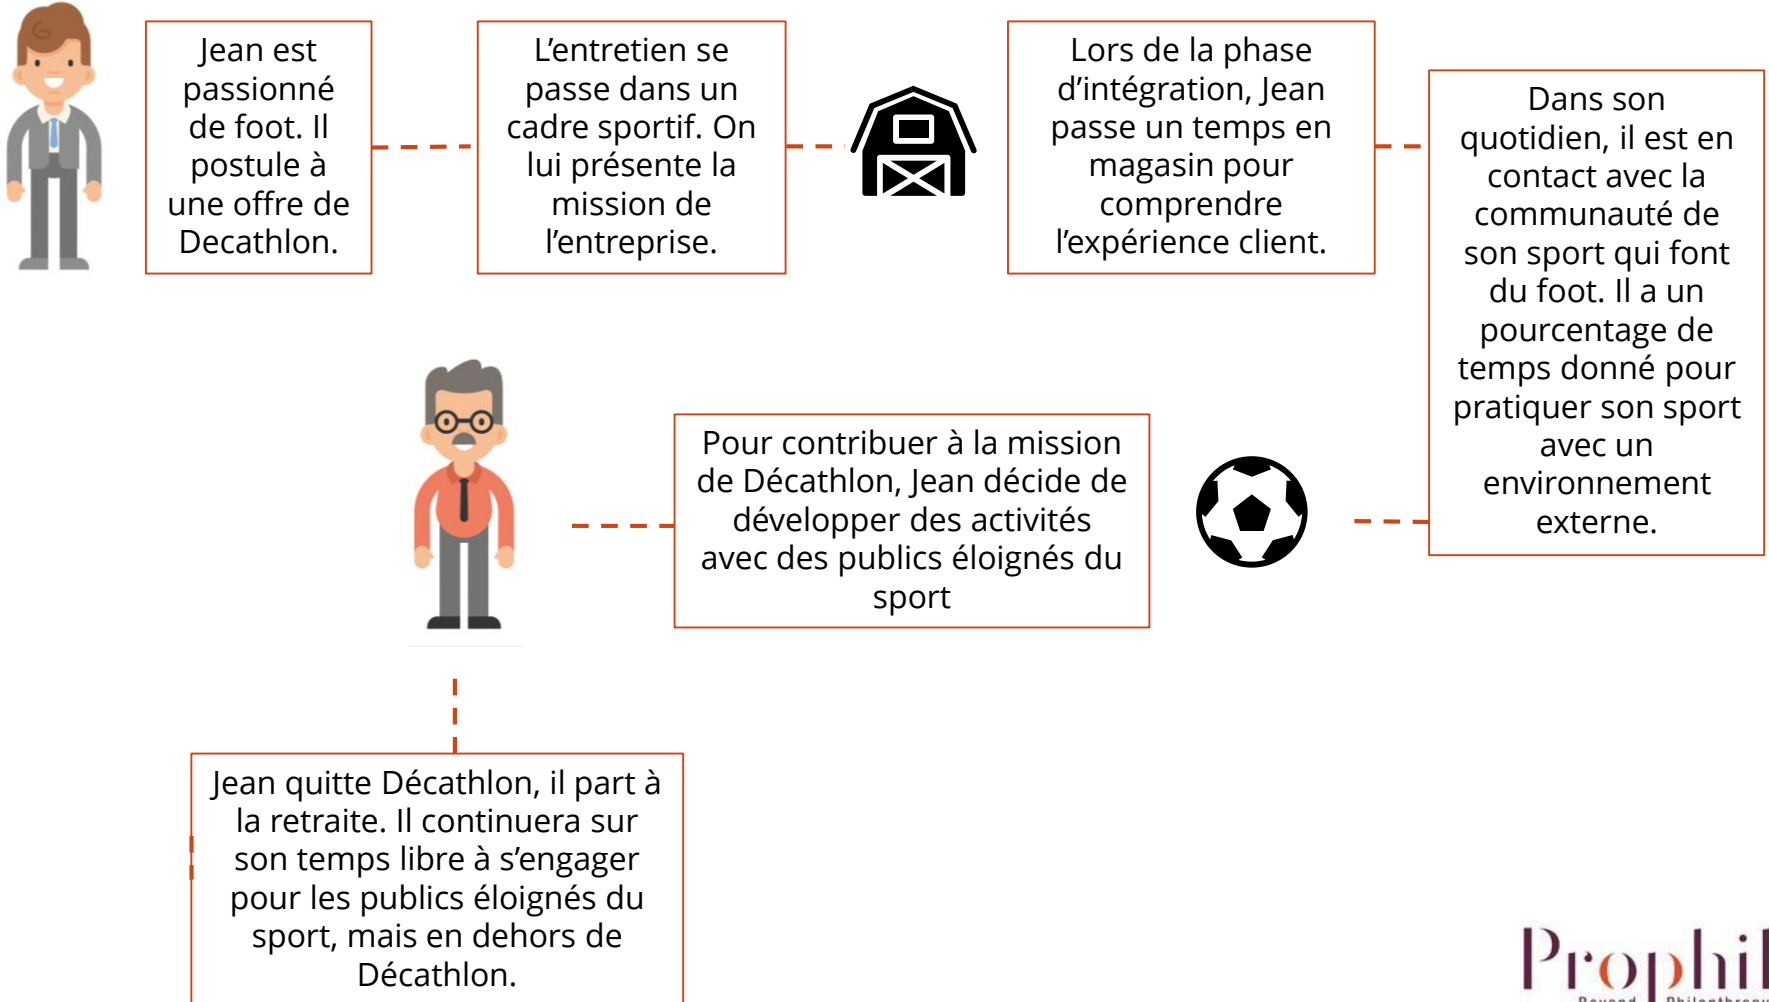 Jean est
passionné
de foot. Il
postule à
une offre de
Decathlon.
L’entretien se
passe dans un
cadre sportif. On
lui présente la
mission de
l’entreprise.
Lors de la phase
d’intégration, Jean
passe un temps en
magasin pour
comprendre
l’expérience client.
Dans son
quotidien, il est en
contact avec la
communauté de
son sport qui font
du foot. Il a un
pourcentage de
temps donné pour
pratiquer son sport
avec un
environnement
externe.
Pour contribuer à la mission
de Décathlon, Jean décide de
développer des activités
avec des publics éloignés du
sport
Jean quitte Décathlon, il part à
la retraite. Il continuera sur
son temps libre à s’engager
pour les publics éloignés du
sport, mais en dehors de
Décathlon.
Prophil
Beyond Philanthropy